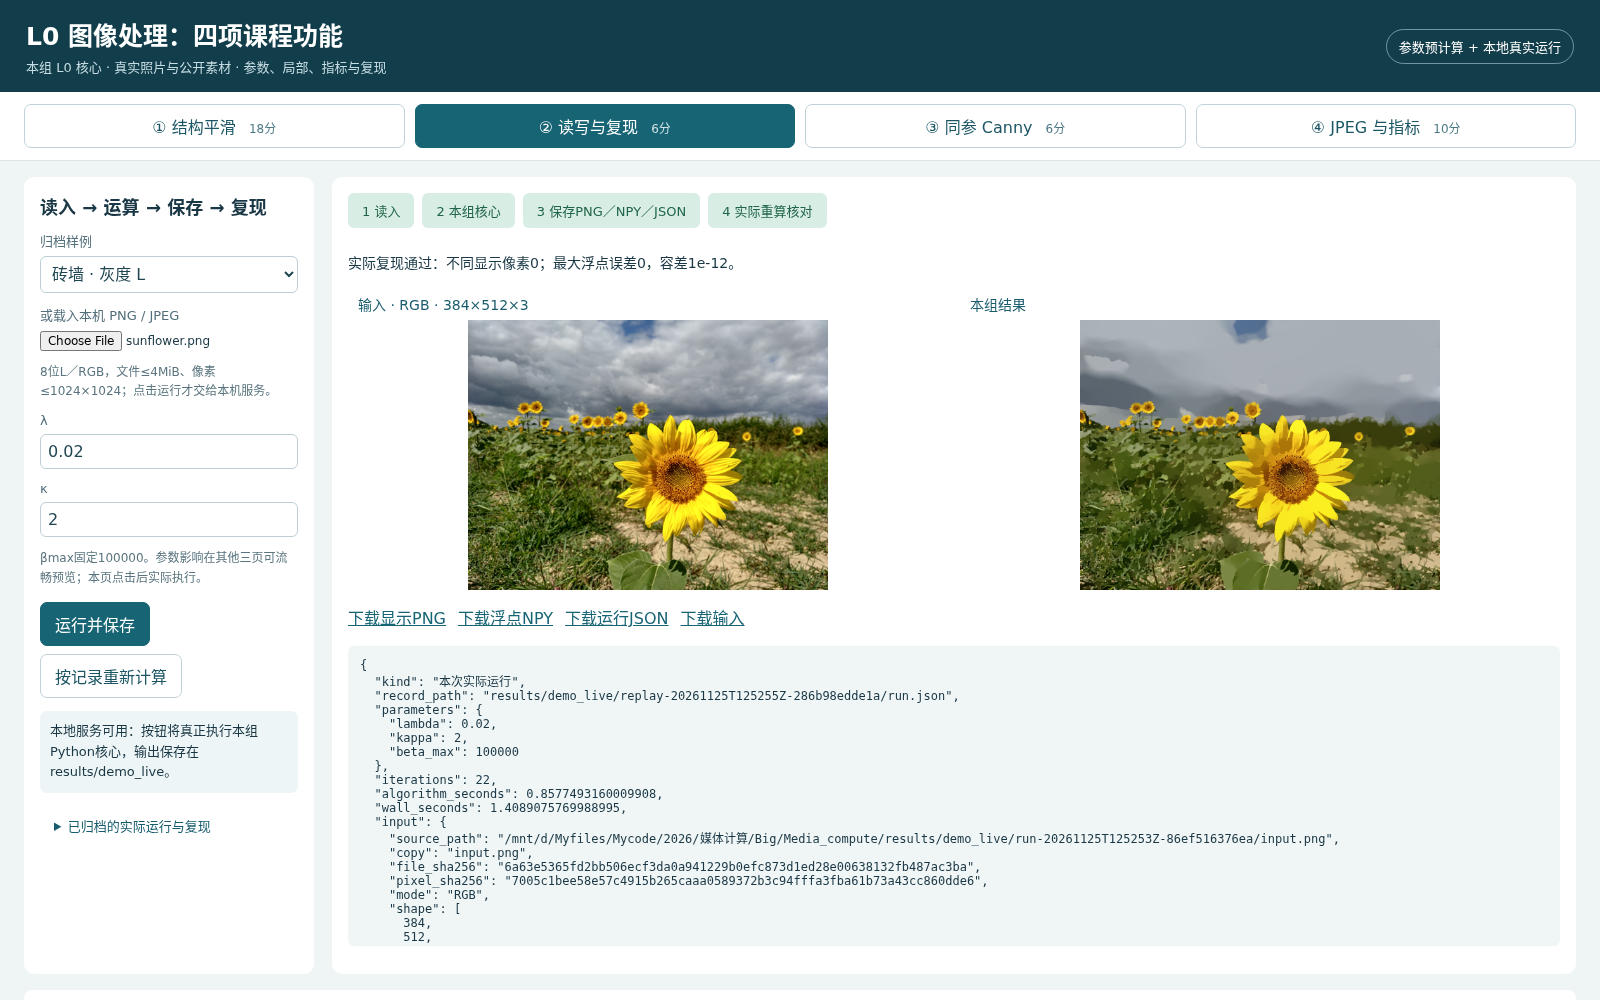 L0 图像处理：四项课程功能
本组 L0 核心 · 真实照片与公开素材 · 参数、局部、指标与复现
参数预计算 + 本地真实运行
① 结构平滑 18分
② 读写与复现 6分
③ 同参 Canny 6分
④ JPEG 与指标 10分
读入 → 运算 → 保存 → 复现
归档样例
砖墙 · 灰度 L
或载入本机 PNG / JPEG
Choose File sunflower.png
8位L／RGB，文件≤4MiB、像素
≤1024×1024；点击运行才交给本机服务。
λ
0.02
κ
2
βmax固定100000。参数影响在其他三页可流
畅预览；本页点击后实际执行。
运行并保存
按记录重新计算
本地服务可用：按钮将真正执行本组
Python核心，输出保存在
results/demo_live。
▶ 已归档的实际运行与复现
1 读入
2 本组核心
3 保存PNG／NPY／JSON
4 实际重算核对
实际复现通过：不同显示像素0；最大浮点误差0，容差1e-12。
输入 · RGB · 384×512×3
本组结果
下载显示PNG 下载浮点NPY 下载运行JSON 下载输入
{
"kind": "本次实际运行",
"record_path": "results/demo_live/replay-20261125T125255Z-286b98edde1a/run.json",
"parameters": {
"lambda": 0.02,
"kappa": 2,
"beta_max": 100000
},
"iterations": 22,
"algorithm_seconds": 0.8577493160009908,
"wall_seconds": 1.4089075769988995,
"input": {
"source_path": "/mnt/d/Myfiles/Mycode/2026/媒体计算/Big/Media_compute/results/demo_live/run-20261125T125253Z-86ef516376ea/input.png",
"copy": "input.png",
"file_sha256": "6a63e5365fd2bb506ecf3da0a941229b0efc873d1ed28e00638132fb487ac3ba",
"pixel_sha256": "7005c1bee58e57c4915b265caaa0589372b3c94fffa3fba61b73a43cc860dde6",
"mode": "RGB",
"shape": [
384,
512,